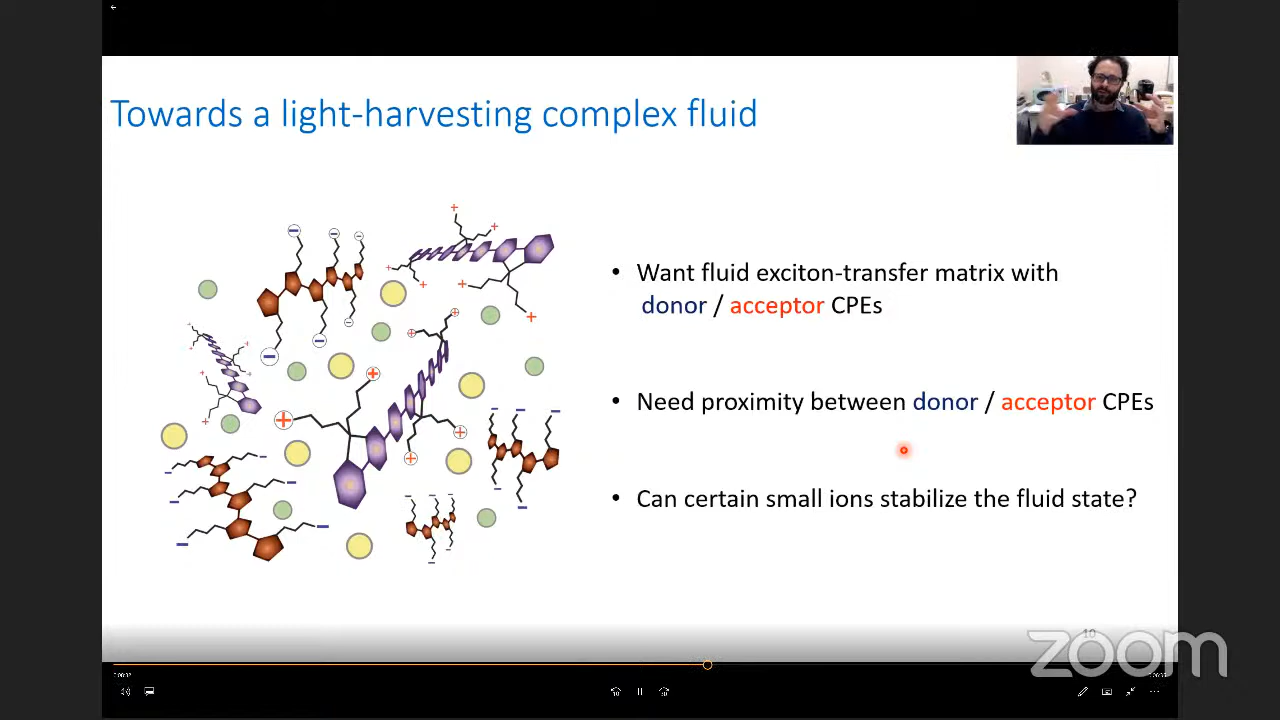 Towards a light-harvesting complex fluid
• Want fluid exciton-transfer matrix with
donor / acceptor CPEs
• Need proximity between donor / acceptor CPEs
• Can certain small ions stabilize the fluid state?
10
zoom